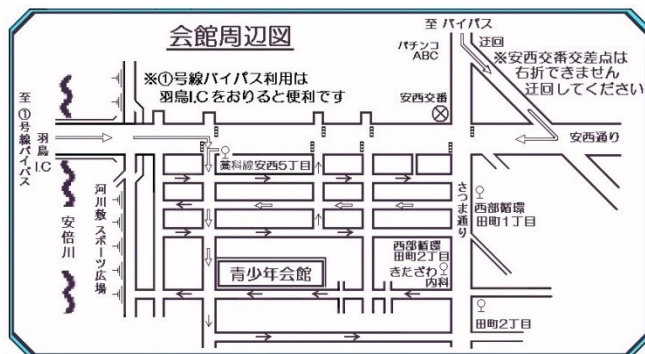 会館周辺図
至 バイパス
迂回
パチンコ
ABC
※安西交番交差点は
右折できません
迂回してください
※①号線バイパス利用は
羽鳥I.Cをおりると便利です
安西交番
至①号線バイパス
羽鳥
I.C
安西通り
藁科線安西5丁目
さつま通り
西部循環
田町1丁目
安倍川
河川敷スポーツ広場
西部循環
田町2丁目
きたざわ
内科
青少年会館
田町2丁目